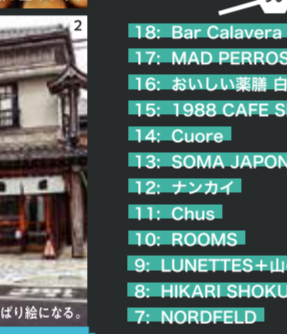 2
ぱり絵になる。
18: Bar Calavera
17: MAD PERROS
16: おいしい薬膳 白
15: 1988 CAFE S
14: Cuore
13: SOMA JAPON
12: ナンカイ
11: Chus
10: ROOMS
9: LUNETTES+山
8: HIKARI SHOKU
7: NORDFELD